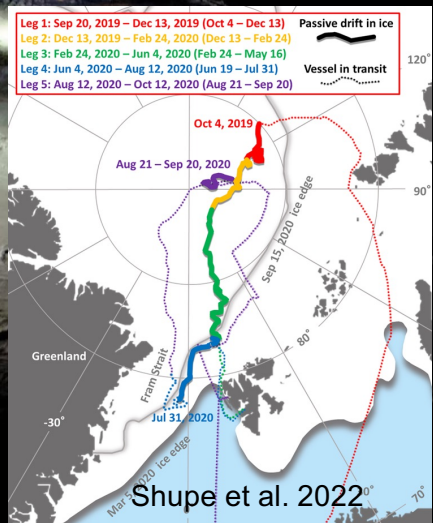 Leg 1: Sep 20, 2019 – Dec 13, 2019 (Oct 4 – Dec 13)
Leg 2: Dec 13, 2019 – Feb 24, 2020 (Dec 13 – Feb 24)
Leg 3: Feb 24, 2020 - Jun 4, 2020 (Feb 24 – May 16)
Leg 4: Jun 4, 2020 – Aug 12, 2020 (Jun 19 – Jul 31)
Leg 5: Aug 12, 2020 – Oct 12, 2020 (Aug 21 – Sep 20)
Passive drift in ice
Vessel in transit
120°
Oct 4, 2019
Aug 21 – Sep 20, 2020
90°
Sep 15, 2020 ice edge
80°
Greenland
Fram Strait
-30°
Jul 31, 2020
Mar 5, 2020 ice edge
Shupe et al. 2022
70°